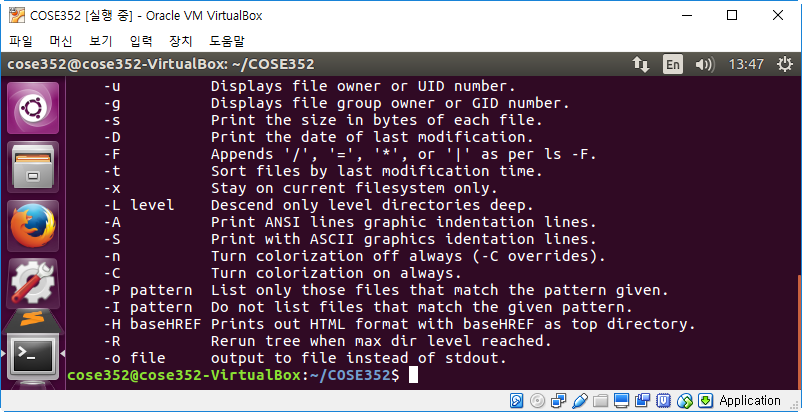 COSE352 [실행 중] - Oracle VM VirtualBox
파일 머신 보기 입력 장치 도움말
cose352@cose352-VirtualBox: ~/COSE352 En 13:47
-u Displays file owner or UID number.
-g Displays file group owner or GID number.
-s Print the size in bytes of each file.
-D Print the date of last modification.
-F Appends '/', '=', '*', or '|' as per ls -F.
-t Sort files by last modification time.
-x Stay on current filesystem only.
-L level Descend only level directories deep.
-A Print ANSI lines graphic indentation lines.
-S Print with ASCII graphics identation lines.
-n Turn colorization off always (-C overrides).
-C Turn colorization on always.
-P pattern List only those files that match the pattern given.
-I pattern Do not list files that match the given pattern.
-H baseHREF Prints out HTML format with baseHREF as top directory.
-R Rerun tree when max dir level reached.
-o file output to file instead of stdout.
cose352@cose352-VirtualBox:~/COSE352$
Application